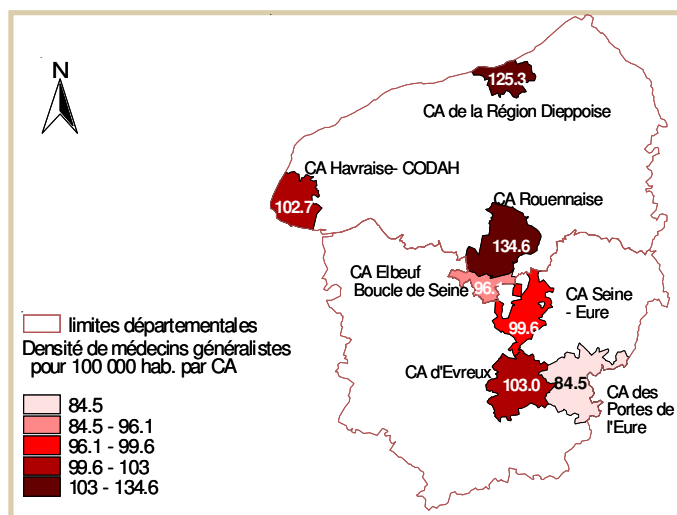 N
125.3
CA de la Région Dieppoise
CA Havraise- CODAH
102.7
CA Rouennaise
134.6
CA Elbeuf
Boucle de Seine
96.1
CA Seine
- Eure
99.6
limites départementales
Densité de médecins généralistes
pour 100 000 hab. par CA
CA d'Evreux
103.0
84.5
CA des
Portes de
l'Eure
84.5
84.5 - 96.1
96.1 - 99.6
99.6 - 103
103 - 134.6